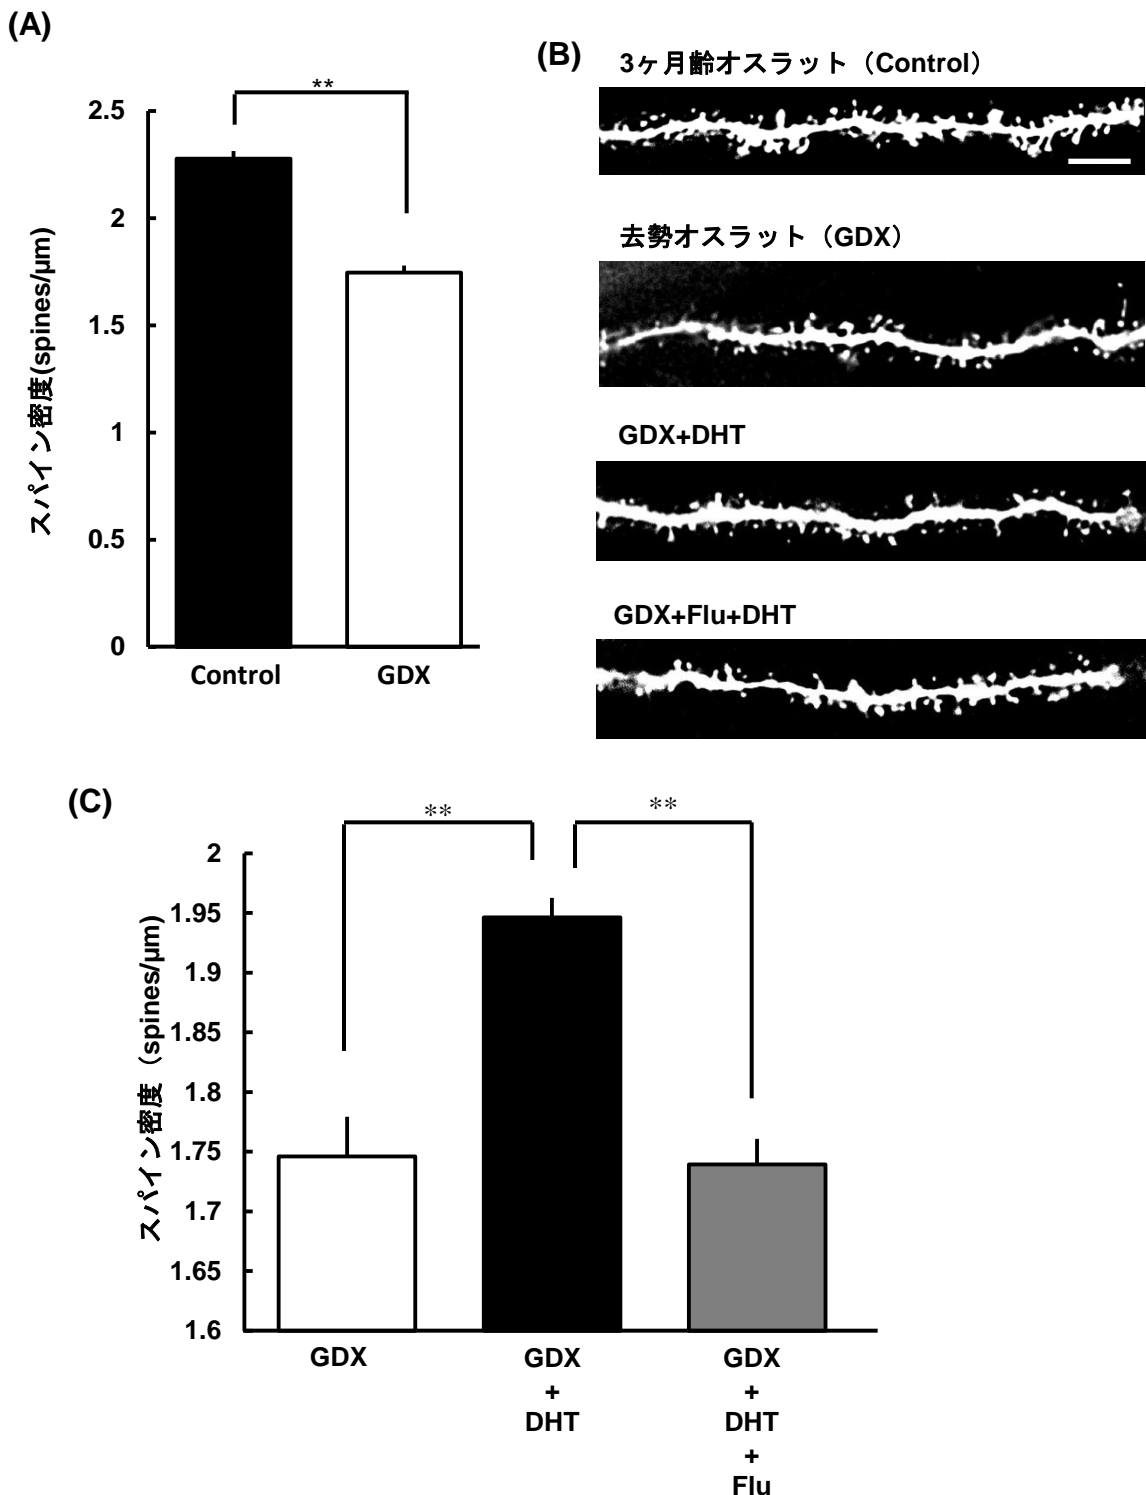 (A)
**
2.5
2
1.5
1
0.5
0
スパイン密度(spines/μm)
Control
GDX
(B)
3ヶ月齢オスラット（Control）
去勢オスラット（GDX）
GDX+DHT
GDX+Flu+DHT
(C)
**
**
2
1.95
1.9
1.85
1.8
1.75
1.7
1.65
1.6
スパイン密度（spines/μm)
GDX
GDX
+
DHT
GDX
+
DHT
+
Flu